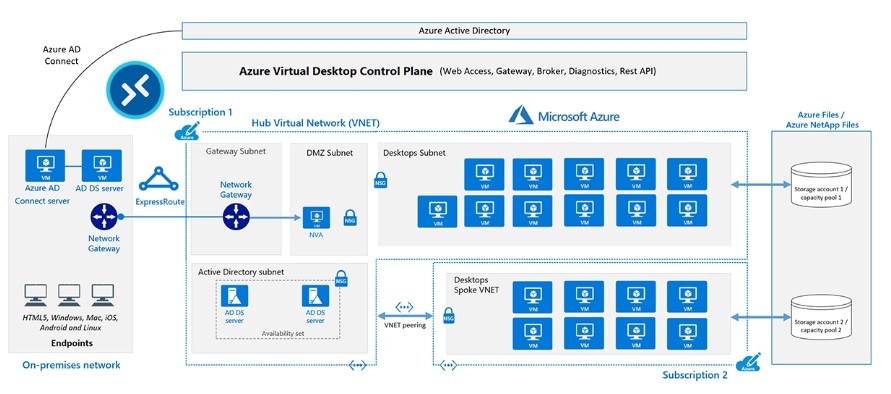 Azure Active Directory
Azure AD
Connect
Azure Virtual Desktop Control Plane (Web Access, Gateway, Broker, Diagnostics, Rest API)
Subscription 1
Azure
Hub Virtual Network (VNET)
Microsoft Azure
Azure Files /
Azure NetApp Files
VM
Azure AD
Connect server
VM
AD DS server
ExpressRoute
Network
Gateway
HTML5, Windows, Mac, iOS,
Android and Linux
Endpoints
On-premises network
Gateway Subnet
Network
Gateway
DMZ Subnet
VM
NVA
NSG
Desktops Subnet
NSG
VM VM VM VM VM
VM VM VM VM VM VM
Storage account 1 /
capacity pool 1
Active Directory subnet
NSG
AD DS
server
AD DS
server
Availability set
VNET peering
Desktops
Spoke VNET
NSG
VM VM VM VM
VM VM VM VM
Storage account 2 /
capacity pool 2
Subscription 2
Azure